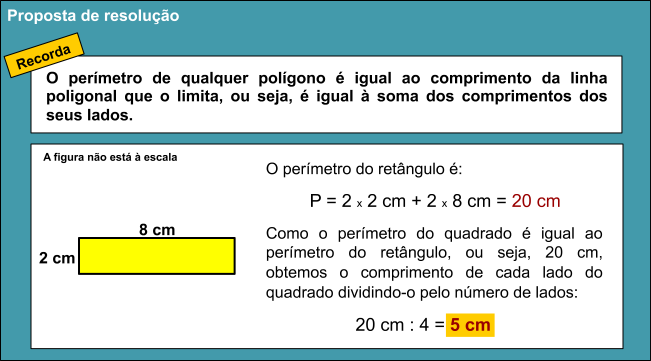 Proposta de resolução
Recorda
O perímetro de qualquer polígono é igual ao comprimento da linha
poligonal que o limita, ou seja, é igual à soma dos comprimentos dos
seus lados.
A figura não está à escala
8 cm
2 cm
O perímetro do retângulo é:
P = 2 x 2 cm + 2 x 8 cm = 20 cm
Como o perímetro do quadrado é igual ao
perímetro do retângulo, ou seja, 20 cm,
obtemos o comprimento de cada lado do
quadrado dividindo-o pelo número de lados:
20 cm : 4 = 5 cm